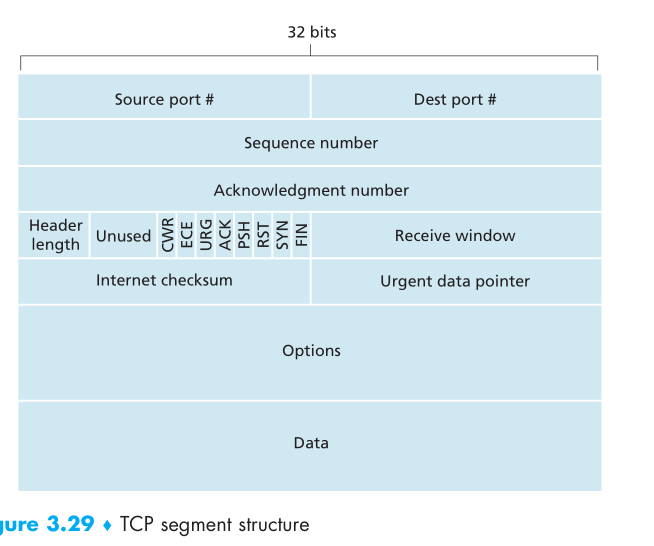 32 bits
Source port #
Dest port #
Sequence number
Acknowledgment number
Header
length
Unused
CWR
ECE
URG
ACK
PSH
RST
SYN
FIN
Receive window
Internet checksum
Urgent data pointer
Options
Data
gure 3.29 ♦ TCP segment structure